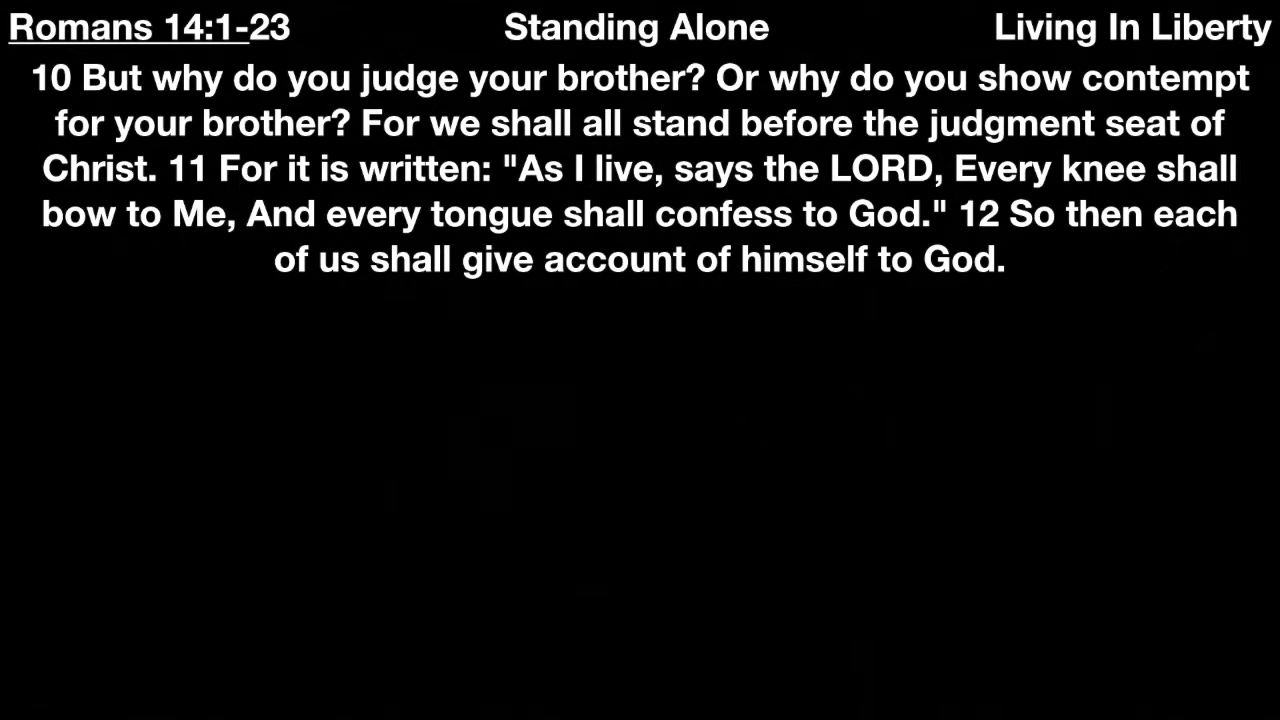 Romans 14:1-23 Standing Alone Living In Liberty
10 But why do you judge your brother? Or why do you show contempt
for your brother? For we shall all stand before the judgment seat of
Christ. 11 For it is written: "As I live, says the LORD, Every knee shall
bow to Me, And every tongue shall confess to God." 12 So then each
of us shall give account of himself to God.